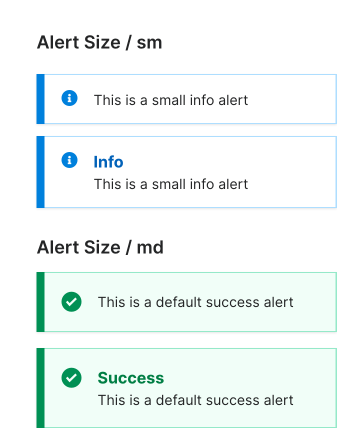 Alert Size / sm
This is a small info alert
Info
This is a small info alert
Alert Size / md
This is a default success alert
Success
This is a default success alert